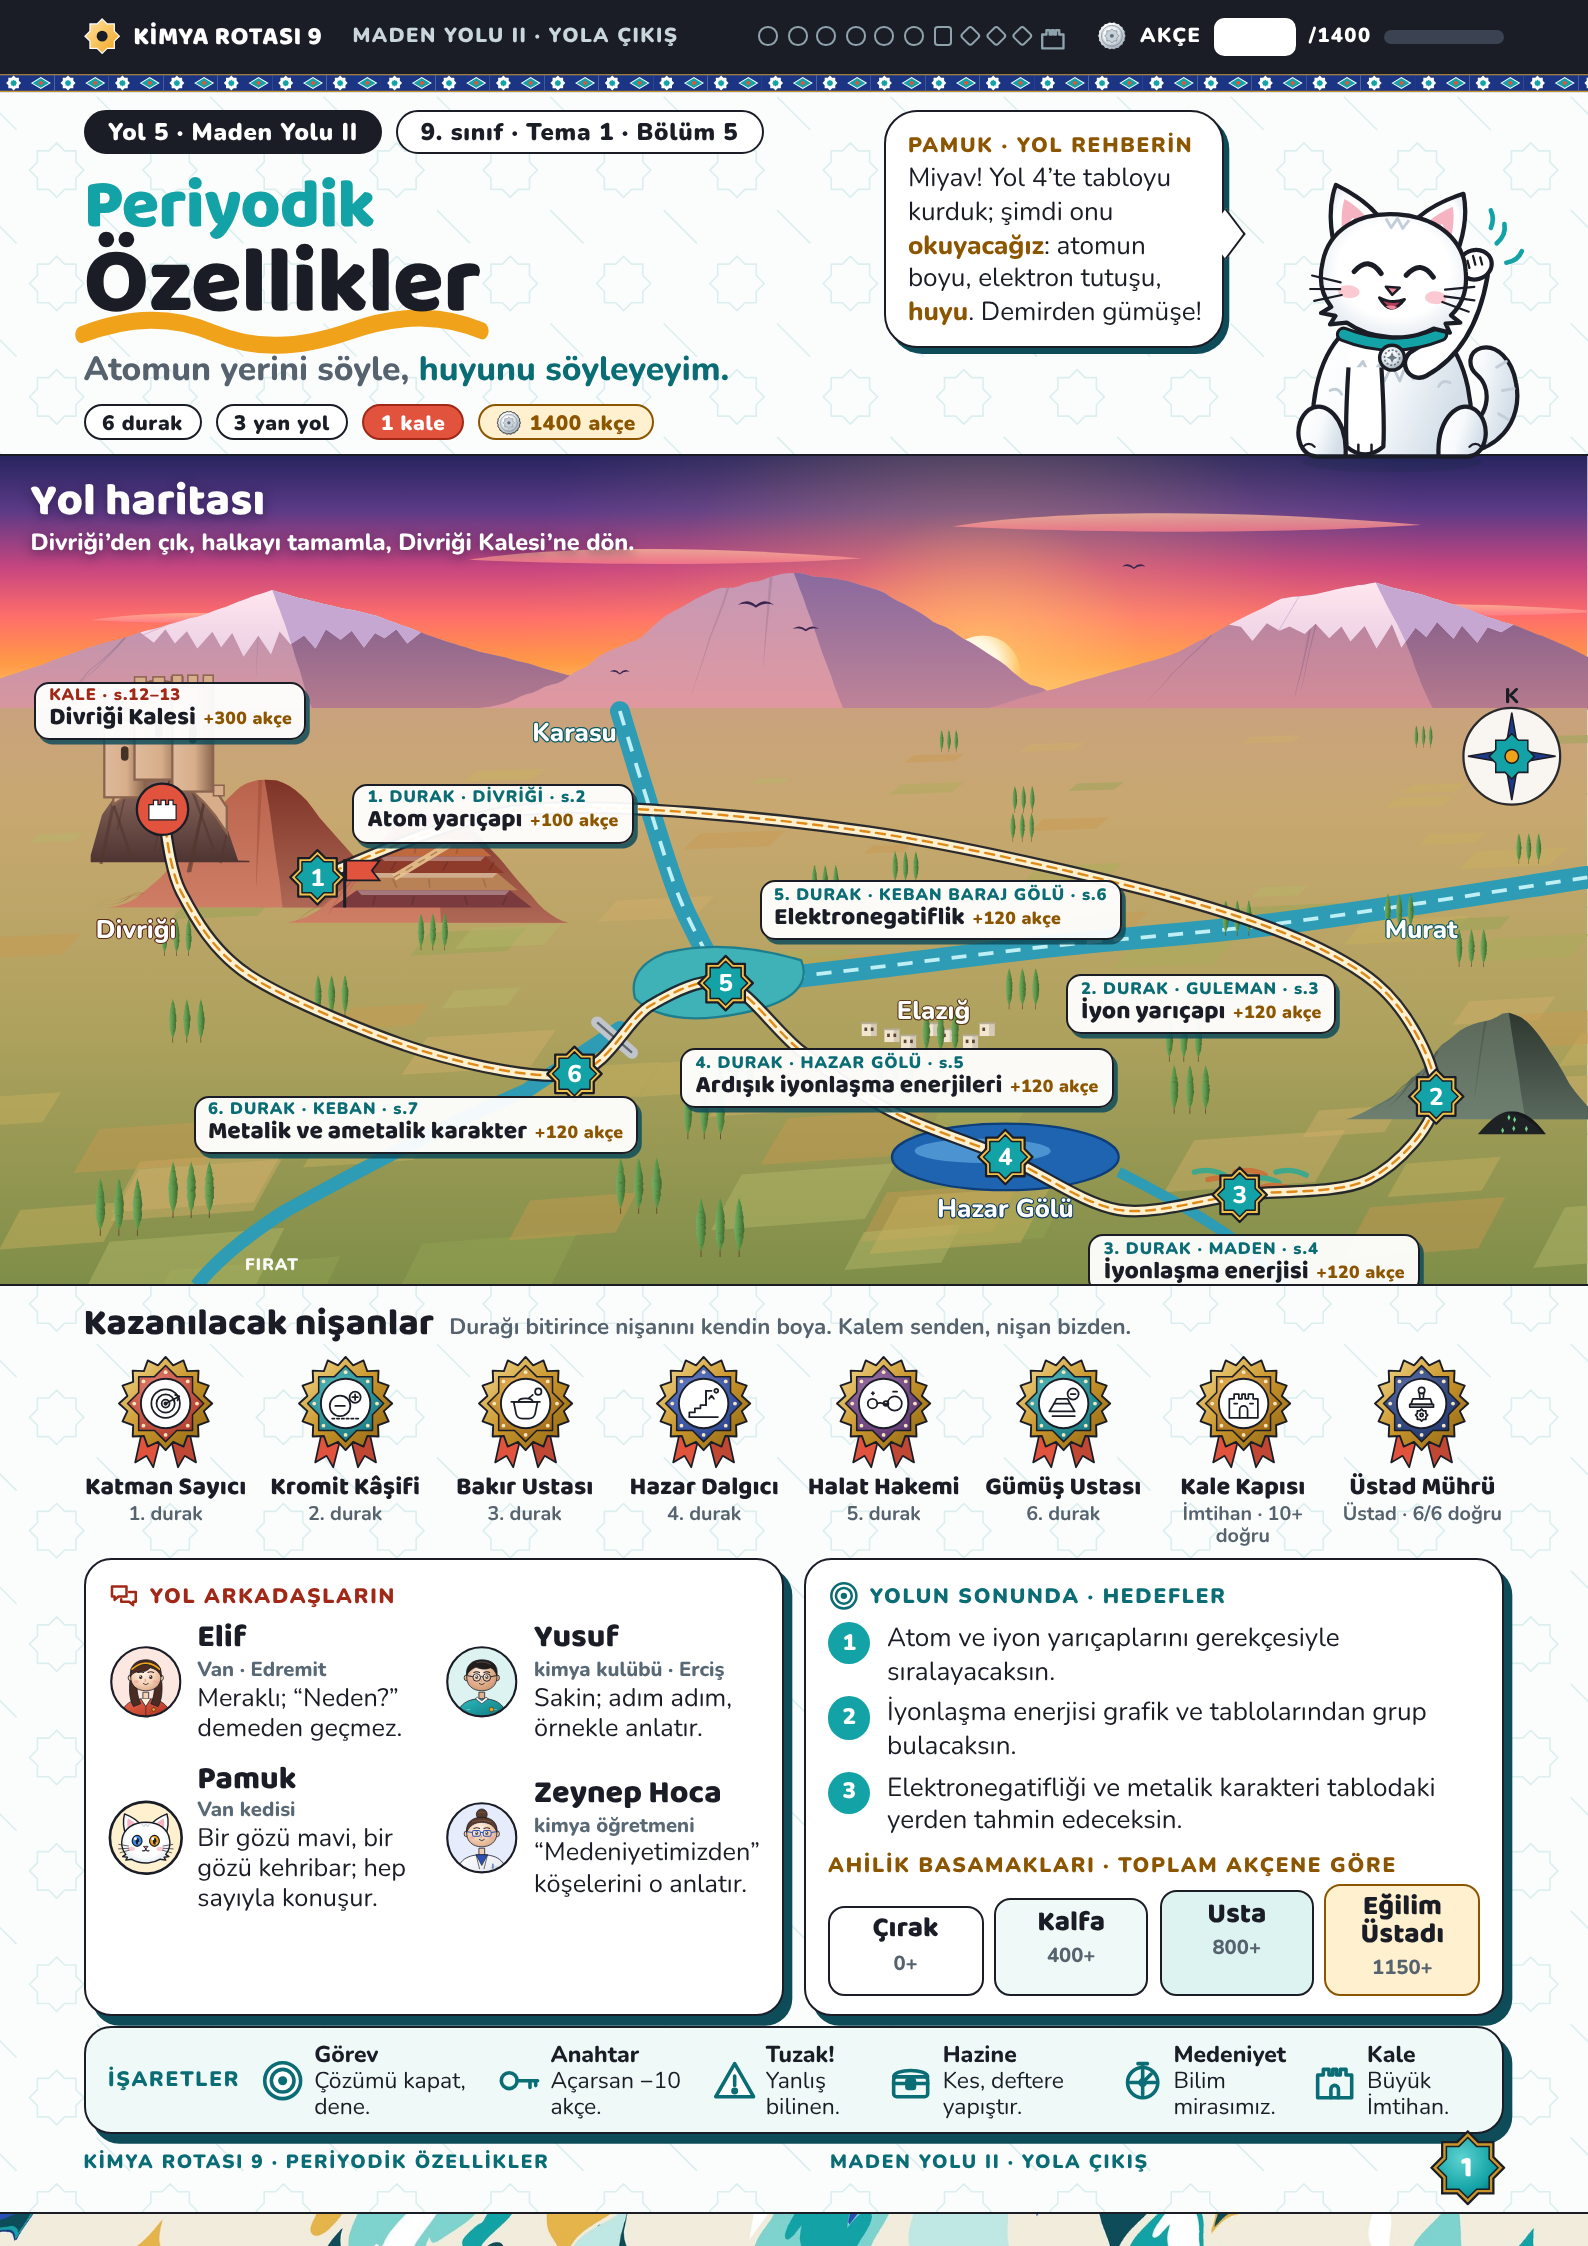 KİMYA ROTASI 9
MADEN YOLU II · YOLA ÇIKIŞ
AKÇE /1400
Yol 5 · Maden Yolu II
9. sınıf · Tema 1 · Bölüm 5
Periyodik
Özellikler
Atomun yerini söyle, huyunu söyleyeyim.
6 durak
3 yan yol
1 kale
1400 akçe
PAMUK · YOL REHBERİN
Miyav! Yol 4’te tabloyu
kurduk; şimdi onu
okuyacağız: atomun
boyu, elektron tutuşu,
huyu. Demirden gümüşe!
Yol haritası
Divriği’den çık, halkayı tamamla, Divriği Kalesi’ne dön.
KALE · s.12–13
Divriği Kalesi +300 akçe
K
Karasu
1. DURAK · DİVRİĞİ · s.2
Atom yarıçapı +100 akçe
1
5. DURAK · KEBAN BARAJ GÖLÜ · s.6
Elektronegatiflik +120 akçe
Divriği
Murat
5
2. DURAK · GULEMAN · s.3
İyon yarıçapı +120 akçe
Elazığ
6
4. DURAK · HAZAR GÖLÜ · s.5
Ardışık iyonlaşma enerjileri +120 akçe
2
6. DURAK · KEBAN · s.7
Metalik ve ametalik karakter +120 akçe
4
3
Hazar Gölü
FIRAT
3. DURAK · MADEN · s.4
İyonlaşma enerjisi +120 akçe
Kazanılacak nişanlar
Durağı bitirince nişanını kendin boya. Kalem senden, nişan bizden.
Katman Sayıcı
1. durak
Kromit Kâşifi
2. durak
Bakır Ustası
3. durak
Hazar Dalgıcı
4. durak
Halat Hakemi
5. durak
Gümüş Ustası
6. durak
Kale Kapısı
İmtihan · 10+
doğru
Üstad Mührü
Üstad · 6/6 doğru
YOL ARKADAŞLARIN
Elif
Van · Edremit
Meraklı; “Neden?”
demeden geçmez.
Yusuf
kimya kulübü · Erciş
Sakin; adım adım,
örnekle anlatır.
Pamuk
Van kedisi
Bir gözü mavi, bir
gözü kehribar; hep
sayıyla konuşur.
Zeynep Hoca
kimya öğretmeni
“Medeniyetimizden”
köşelerini o anlatır.
YOLUN SONUNDA · HEDEFLER
1
Atom ve iyon yarıçaplarını gerekçesiyle
sıralayacaksın.
2
İyonlaşma enerjisi grafik ve tablolarından grup
bulacaksın.
3
Elektronegatifliği ve metalik karakteri tablodaki
yerden tahmin edeceksin.
AHİLİK BASAMAKLARI · TOPLAM AKÇENE GÖRE
Çırak
0+
Kalfa
400+
Usta
800+
Eğilim
Üstadı
1150+
İŞARETLER
Görev
Çözümü kapat,
dene.
Anahtar
Açarsan −10
akçe.
Tuzak!
Yanlış
bilinen.
Hazine
Kes, deftere
yapıştır.
Medeniyet
Bilim
mirasımız.
Kale
Büyük
İmtihan.
KİMYA ROTASI 9 · PERİYODİK ÖZELLİKLER
MADEN YOLU II · YOLA ÇIKIŞ
1